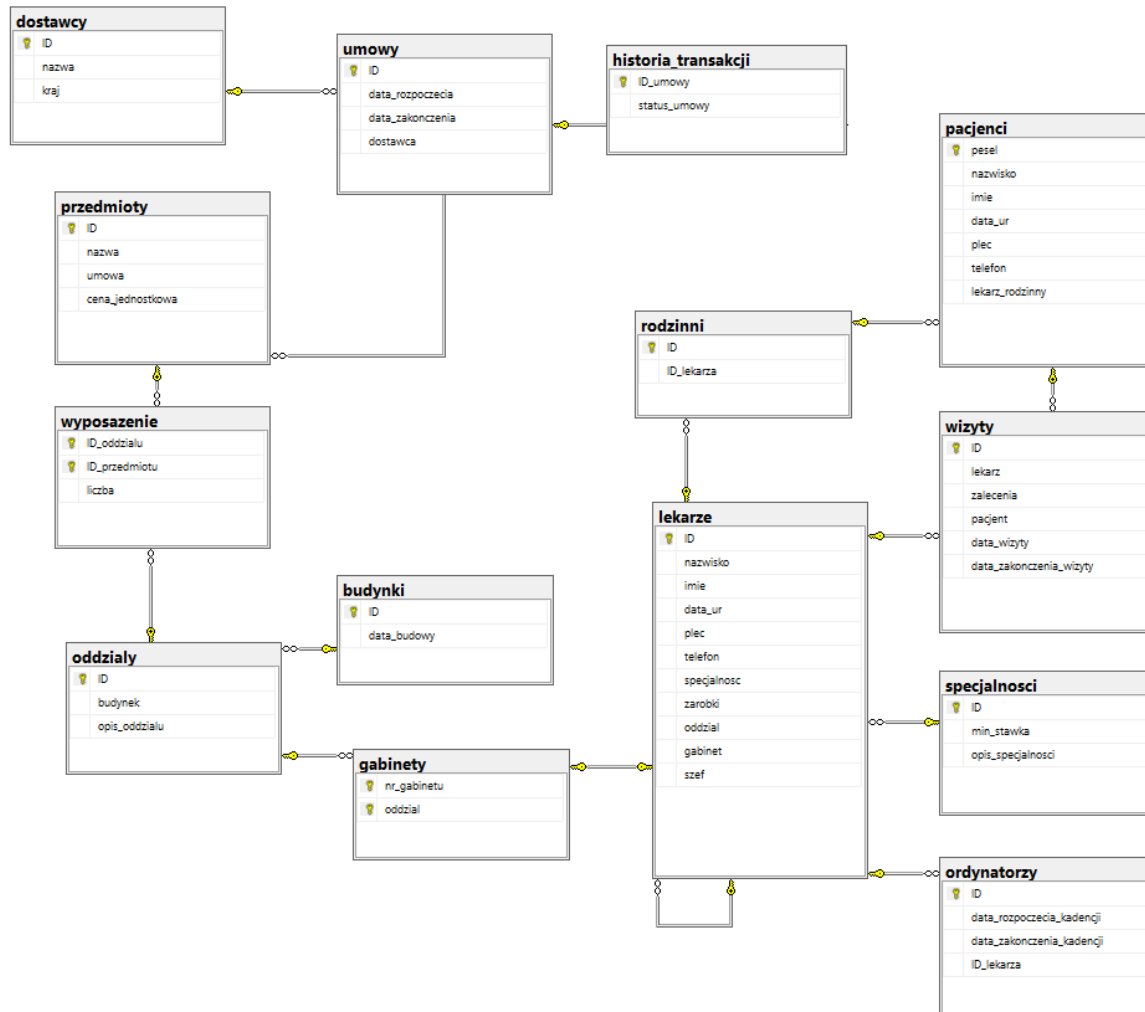 dostawcy
ID
nazwa
kraj
umowy
ID
data_rozpoczecia
data_zakonczenia
dostawca
historia_transakcji
ID_umowy
status_umowy
pacjenci
pesel
nazwisko
imie
data_ur
plec
telefon
lekarz_rodzinny
przedmioty
ID
nazwa
umowa
cena_jednostkowa
rodzinni
ID
ID_lekarza
wyposazenie
ID_oddzialu
ID_przedmiotu
liczba
wizyty
ID
lekarz
zalecenia
pacjent
data_wizyty
data_zakonczenia_wizyty
lekarze
ID
nazwisko
imie
data_ur
plec
telefon
specjalnosc
zarobki
oddzial
gabinet
szef
budynki
ID
data_budowy
oddzialy
ID
budynek
opis_oddzialu
specjalnosci
ID
min_stawka
opis_specjalnosci
gabinety
nr_gabinetu
oddzial
ordynatorzy
ID
data_rozpoczecia_kadencji
data_zakonczenia_kadencji
ID_lekarza